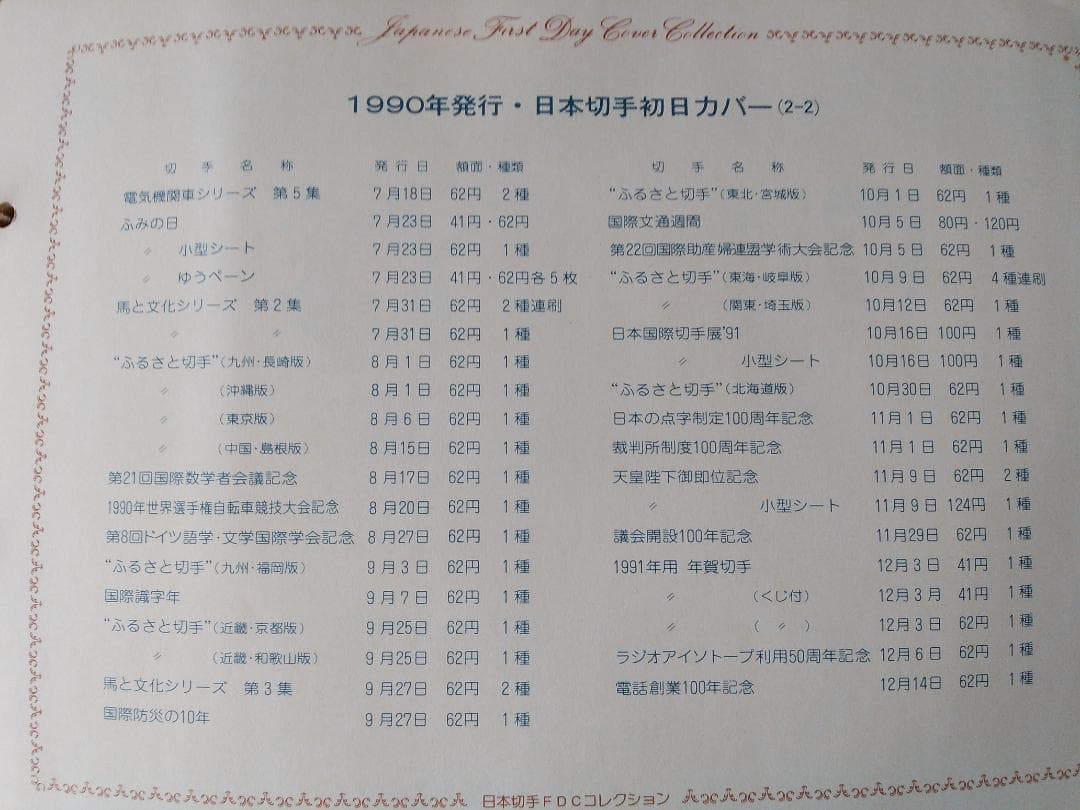 Japanese First Day Cover Collection
1990年発行・日本切手初日カバー(2-2)
切手名称 発行日 額面・種類
電気機関車シリーズ 第5集 7月18日 62円 2種
ふみの日 7月23日 41円・62円
〃 小型シート 7月23日 62円 1種
〃 ゆうペーン 7月23日 41円・62円各5枚
馬と文化シリーズ 第2集 7月31日 62円 2種連刷
〃 〃 7月31日 62円 1種
“ふるさと切手”(九州・長崎版) 8月1日 62円 1種
〃 (沖縄版) 8月1日 62円 1種
〃 (東京版) 8月6日 62円 1種
〃 (中国・島根版) 8月15日 62円 1種
第21回国際数学者会議記念 8月17日 62円 1種
1990年世界選手権自転車競技大会記念 8月20日 62円 1種
第8回ドイツ語学・文学国際学会記念 8月27日 62円 1種
“ふるさと切手”(九州・福岡版) 9月3日 62円 1種
国際識字年 9月7日 62円 1種
“ふるさと切手”(近畿・京都版) 9月25日 62円 1種
〃 (近畿・和歌山版) 9月25日 62円 1種
馬と文化シリーズ 第3集 9月27日 62円 2種
国際防災の10年 9月27日 62円 1種
切手名称 発行日 額面・種類
“ふるさと切手”(東北・宮城版) 10月1日 62円 1種
国際文通週間 10月5日 80円・120円
第22回国際助産婦連盟学術大会記念 10月5日 62円 1種
“ふるさと切手”(東海・岐阜版) 10月9日 62円 4種連刷
〃 (関東・埼玉版) 10月12日 62円 1種
日本国際切手展'91 10月16日 100円 1種
〃 小型シート 10月16日 100円 1種
“ふるさと切手”(北海道版) 10月30日 62円 1種
日本の点字制定100周年記念 11月1日 62円 1種
裁判所制度100周年記念 11月1日 62円 1種
天皇陛下御即位記念 11月9日 62円 2種
〃 小型シート 11月9日 124円 1種
議会開設100年記念 11月29日 62円 1種
1991年用 年賀切手 12月3日 41円 1種
〃 (くじ付) 12月3月 41円 1種
〃 (〃) 12月3日 62円 1種
ラジオアイソトープ利用50周年記念 12月6日 62円 1種
電話創業100年記念 12月14日 62円 1種
日本切手FDCコレクション